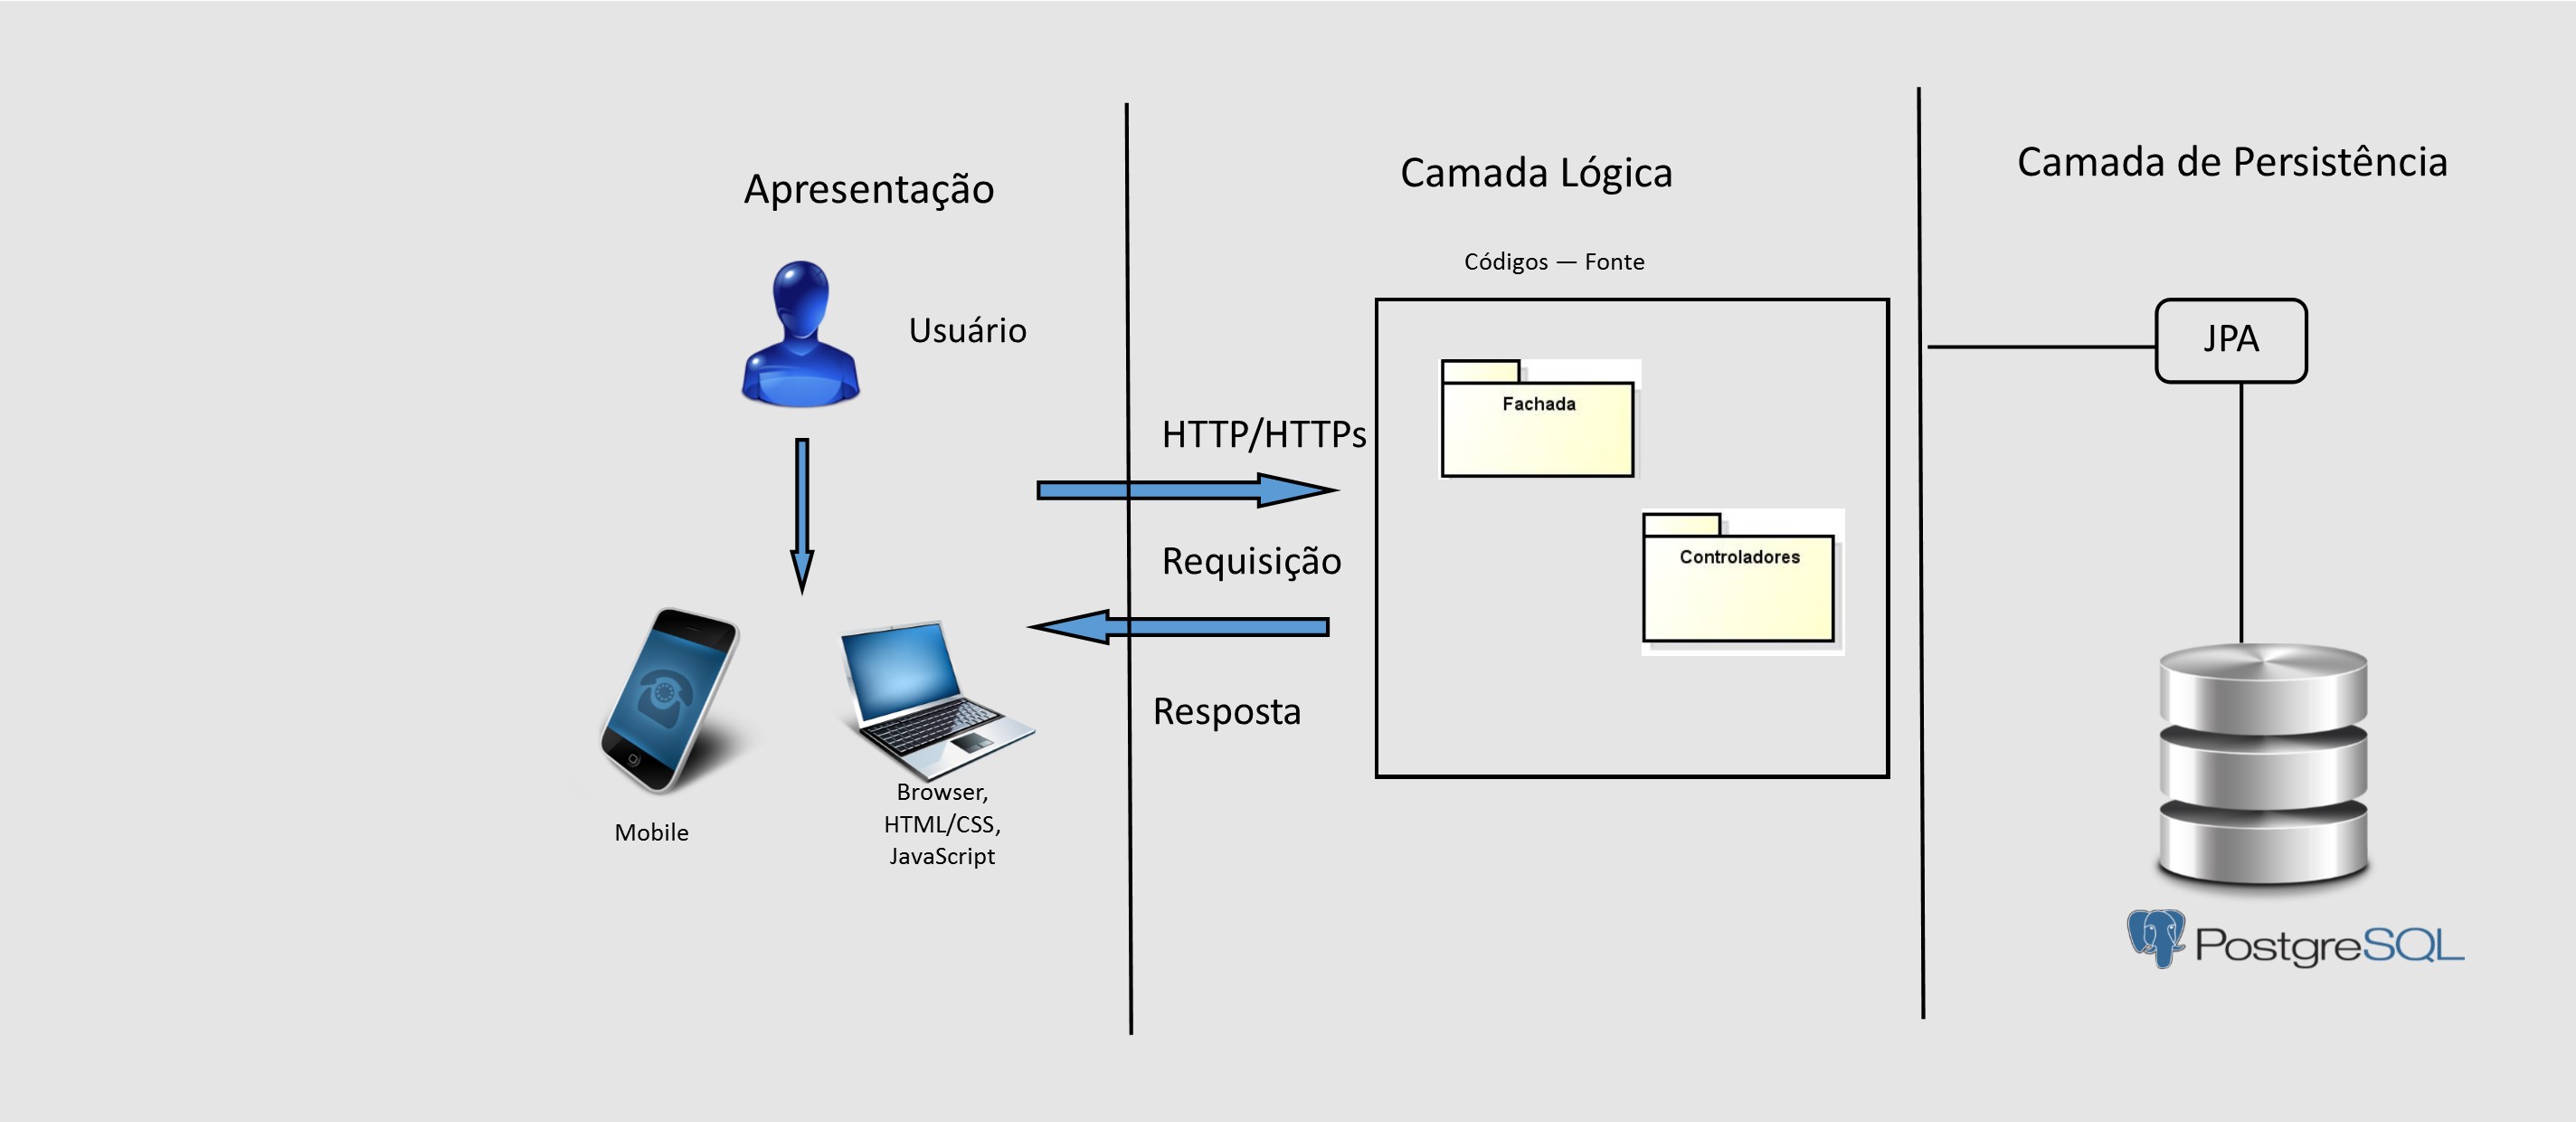 Apresentação
Usuário
Mobile
Browser,
HTML/CSS,
JavaScript
HTTP/HTTPs
Requisição
Resposta
Camada Lógica
Códigos — Fonte
Fachada
Controladores
Camada de Persistência
JPA
PostgreSQL